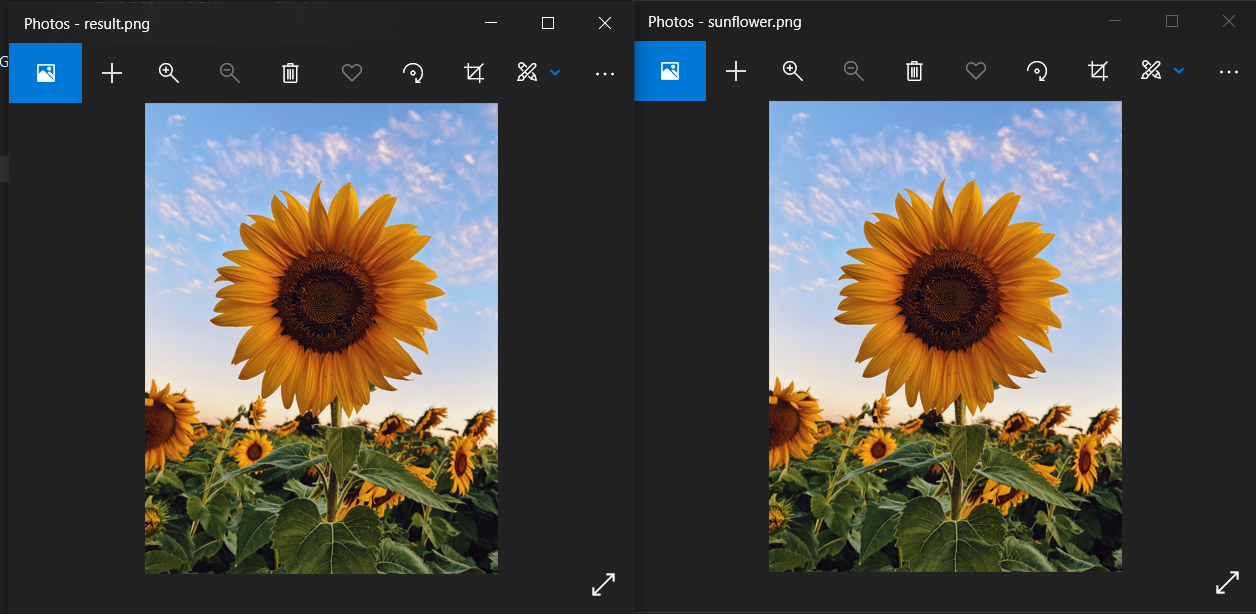 Photos - result.png
Photos - sunflower.png
G